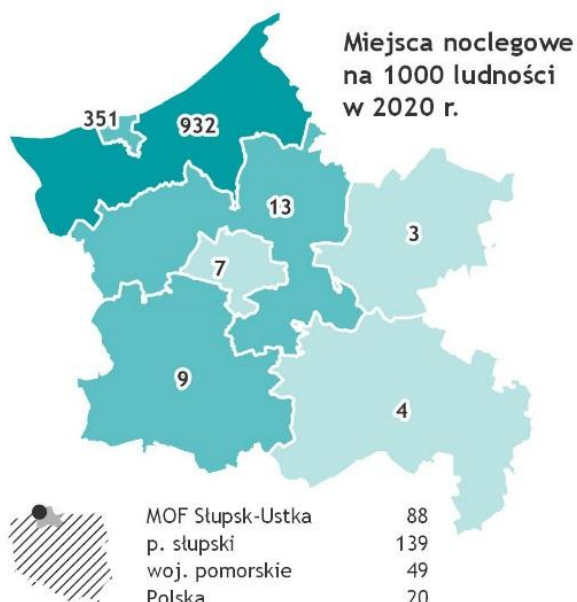 Miejsca noclegowe
na 1000 ludności
w 2020 r.
351
932
13
3
7
9
4
MOF Słupsk-Ustka 88
p. słupski 139
woj. pomorskie 49
Polska 20